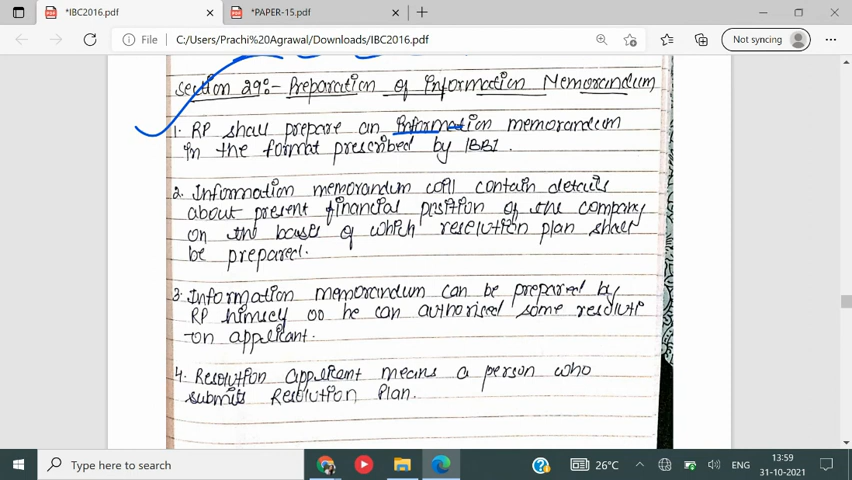 *IBC2016.pdf
*PAPER-15.pdf
File
C:/Users/Prachi%20Agrawal/Downloads/IBC2016.pdf
Not syncing
Section 29:- Preparation of Information Memorandum
1. RP shall prepare an information memorandum
in the format prescribed by IBBI.
2. Information memorandum will contain details
about present financial position of the company
on the basis of which resolution plan shall
be prepared.
3. Information memorandum can be prepared by
RP himself or he can authorised some resoluti
on applicant.
4. Resolution applicant means a person who
submits Resolution Plan.
Type here to search
26°C
ENG
13:59
31-10-2021